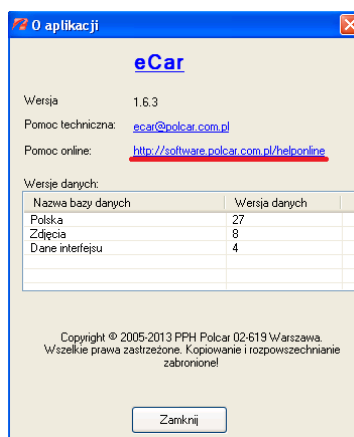 O aplikacji
eCar
Wersja 1.6.3
Pomoc techniczna: ecar@polcar.com.pl
Pomoc online: http://software.polcar.com.pl/helponline
Wersje danych:
Nazwa bazy danych Wersja danych
Polska 27
Zdjęcia 8
Dane interfejsu 4
Copyright © 2005-2013 PPH Polcar 02-619 Warszawa.
Wszelkie prawa zastrzeżone. Kopiowanie i rozpowszechnianie
zabronione!
Zamknij